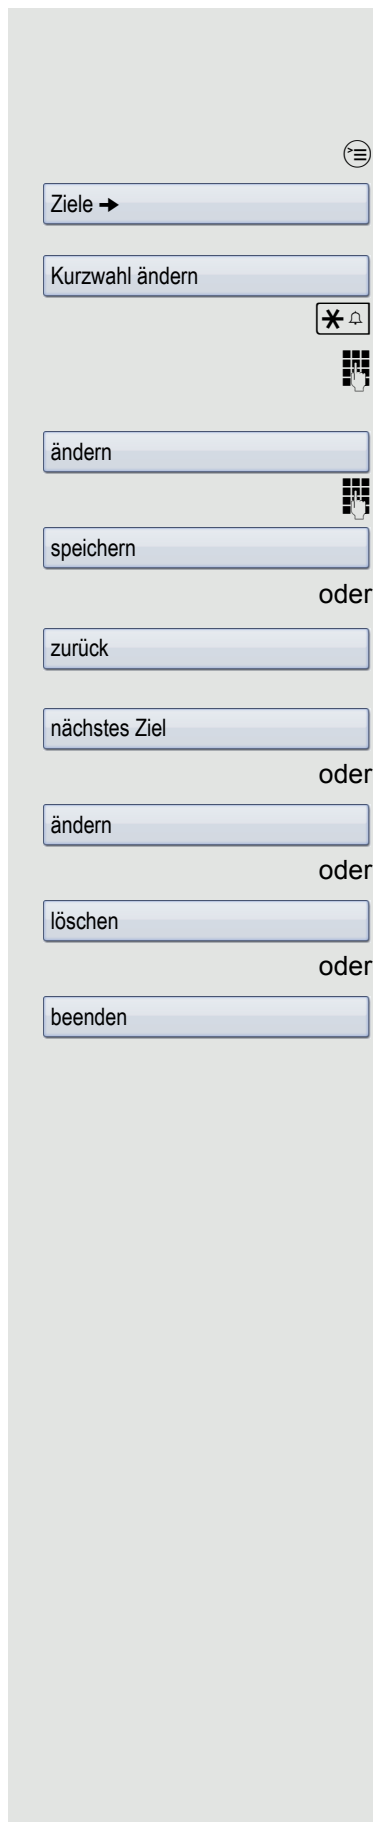 Ziele ➔
Kurzwahl ändern
ändern
speichern
oder
zurück
nächstes Ziel
oder
ändern
oder
löschen
oder
beenden